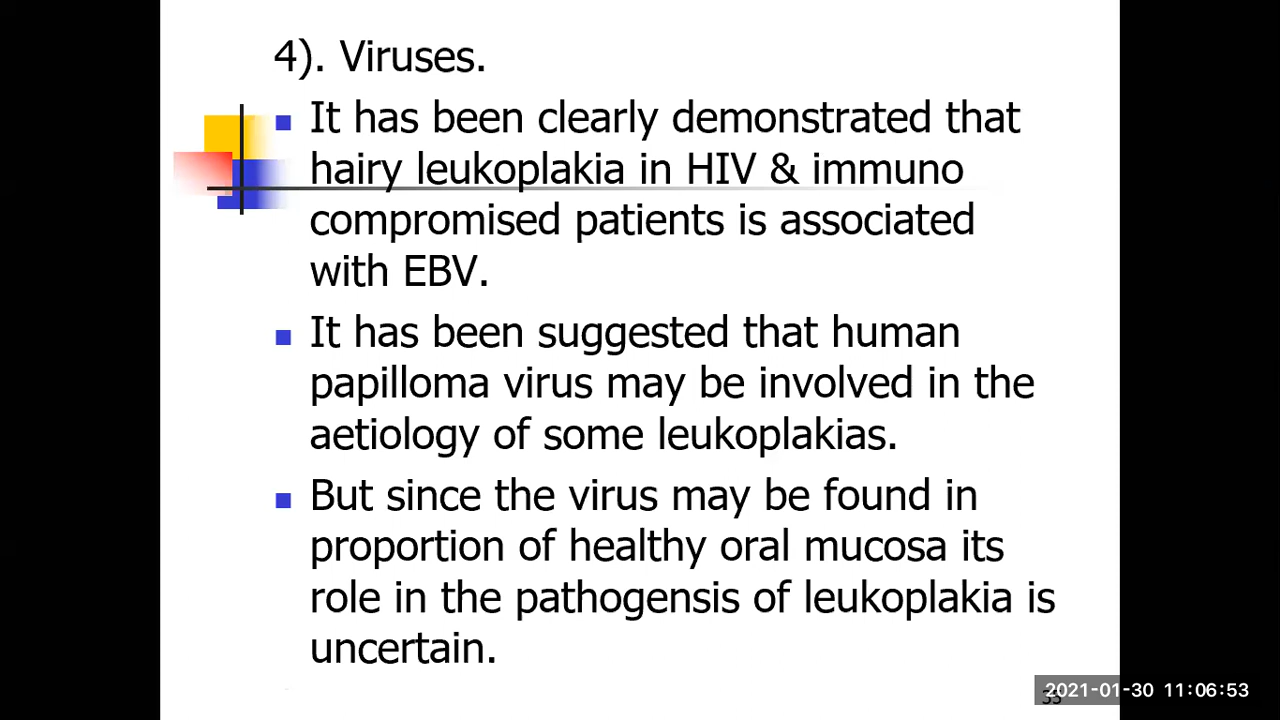 4). Viruses.
It has been clearly demonstrated that
hairy leukoplakia in HIV & immuno
compromised patients is associated
with EBV.
It has been suggested that human
papilloma virus may be involved in the
aetiology of some leukoplakias.
But since the virus may be found in
proportion of healthy oral mucosa its
role in the pathogensis of leukoplakia is
uncertain.
2021-01-30 11:06:53